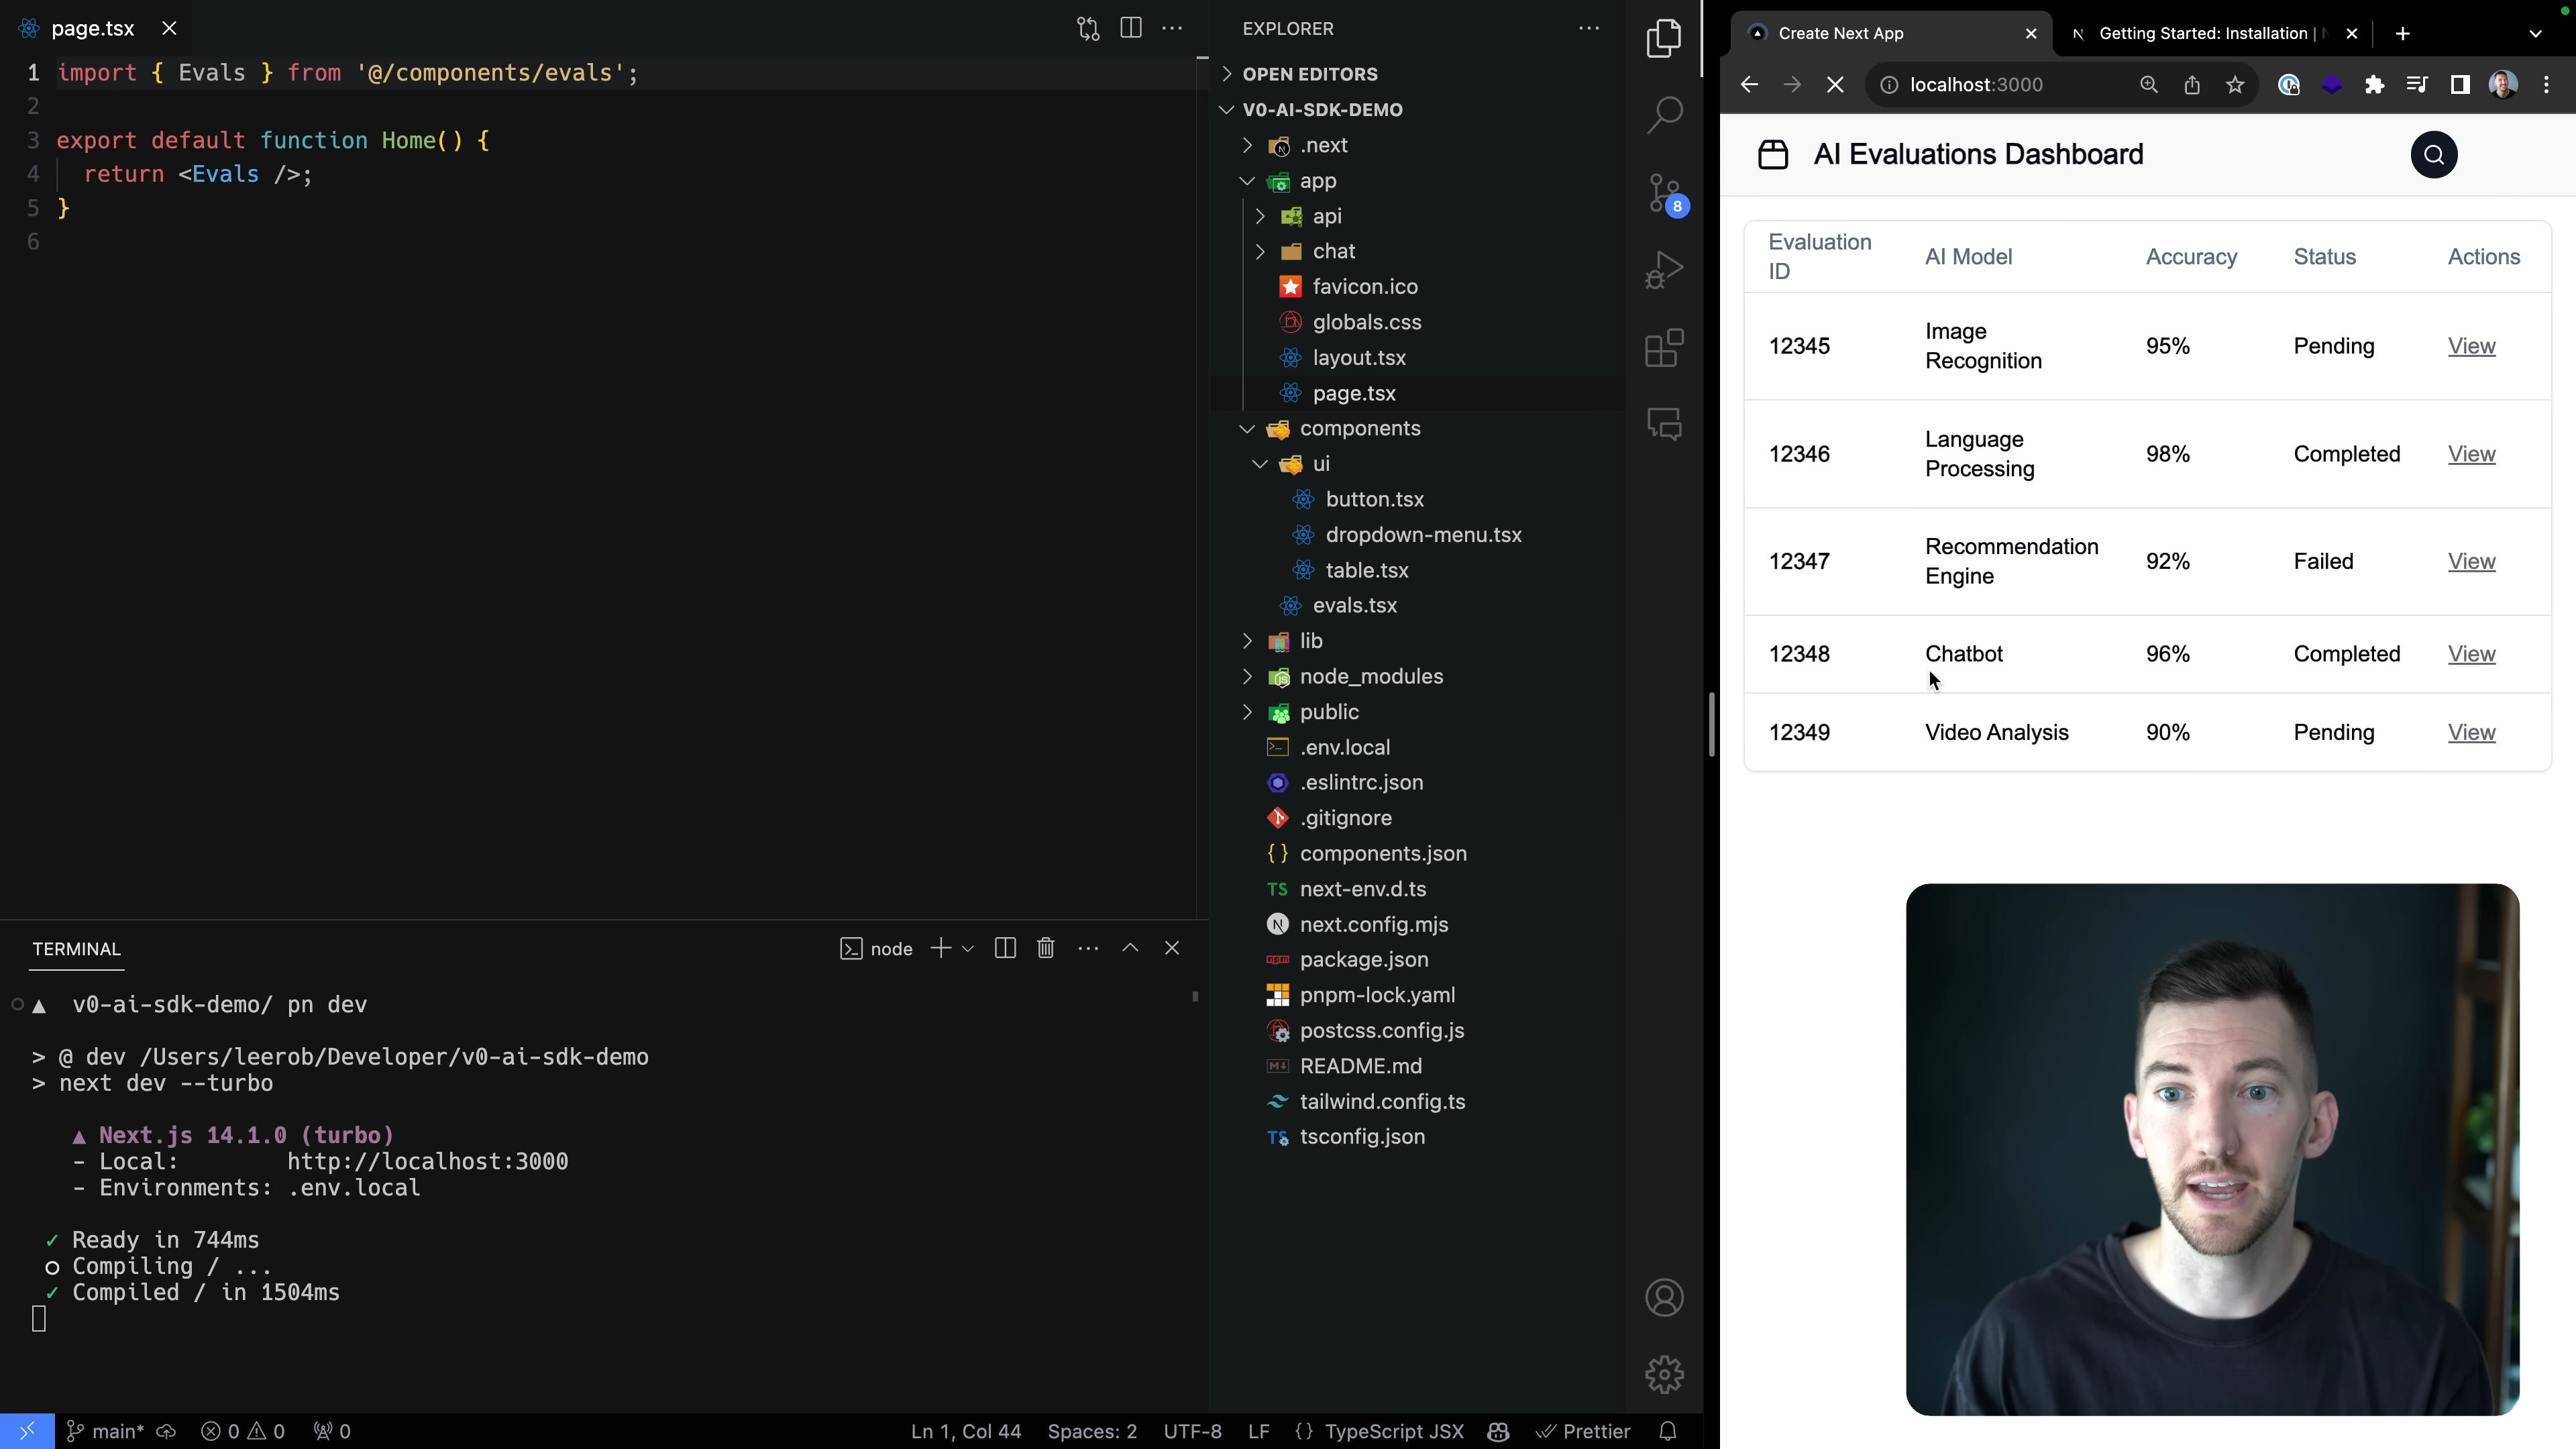 page.tsx
1 import { Evals } from '@/components/evals';
2
3 export default function Home() {
4 return <Evals />;
5 }
6
TERMINAL
node
▲ v0-ai-sdk-demo/ pn dev
> @ dev /Users/leerob/Developer/v0-ai-sdk-demo
> next dev --turbo
▲ Next.js 14.1.0 (turbo)
- Local: http://localhost:3000
- Environments: .env.local
✓ Ready in 744ms
○ Compiling / ...
✓ Compiled / in 1504ms
main*
0 0
0
Ln 1, Col 44
Spaces: 2
UTF-8
LF
{} TypeScript JSX
Prettier
EXPLORER
OPEN EDITORS
V0-AI-SDK-DEMO
.next
app
api
chat
favicon.ico
globals.css
layout.tsx
page.tsx
components
ui
button.tsx
dropdown-menu.tsx
table.tsx
evals.tsx
lib
node_modules
public
.env.local
.eslintrc.json
.gitignore
components.json
TS next-env.d.ts
next.config.mjs
package.json
pnpm-lock.yaml
postcss.config.js
README.md
tailwind.config.ts
TS tsconfig.json
8
Create Next App
Getting Started: Installation |
localhost:3000
AI Evaluations Dashboard
Evaluation ID AI Model Accuracy Status Actions
12345 Image Recognition 95% Pending View
12346 Language Processing 98% Completed View
12347 Recommendation Engine 92% Failed View
12348 Chatbot 96% Completed View
12349 Video Analysis 90% Pending View